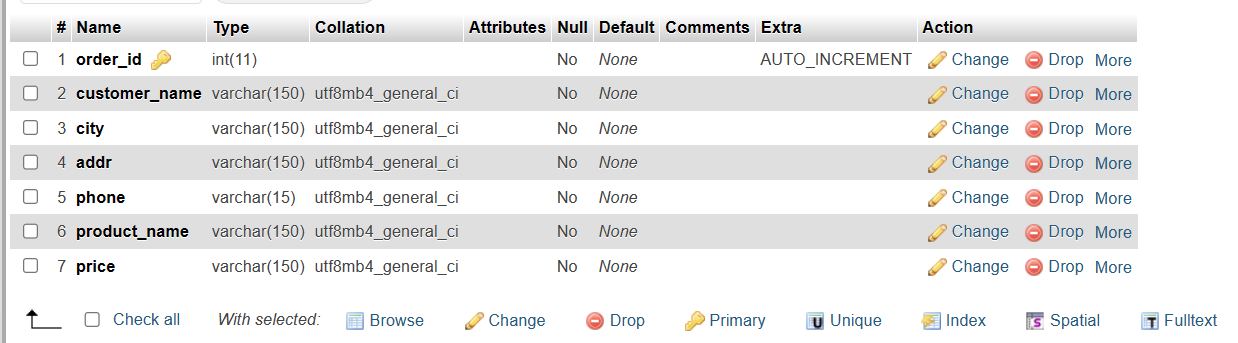 # Name Type Collation Attributes Null Default Comments Extra Action
1 order_id int(11) No None AUTO_INCREMENT Change Drop More
2 customer_name varchar(150) utf8mb4_general_ci No None Change Drop More
3 city varchar(150) utf8mb4_general_ci No None Change Drop More
4 addr varchar(150) utf8mb4_general_ci No None Change Drop More
5 phone varchar(15) utf8mb4_general_ci No None Change Drop More
6 product_name varchar(150) utf8mb4_general_ci No None Change Drop More
7 price varchar(150) utf8mb4_general_ci No None Change Drop More
Check all With selected: Browse Change Drop Primary Unique Index Spatial Fulltext